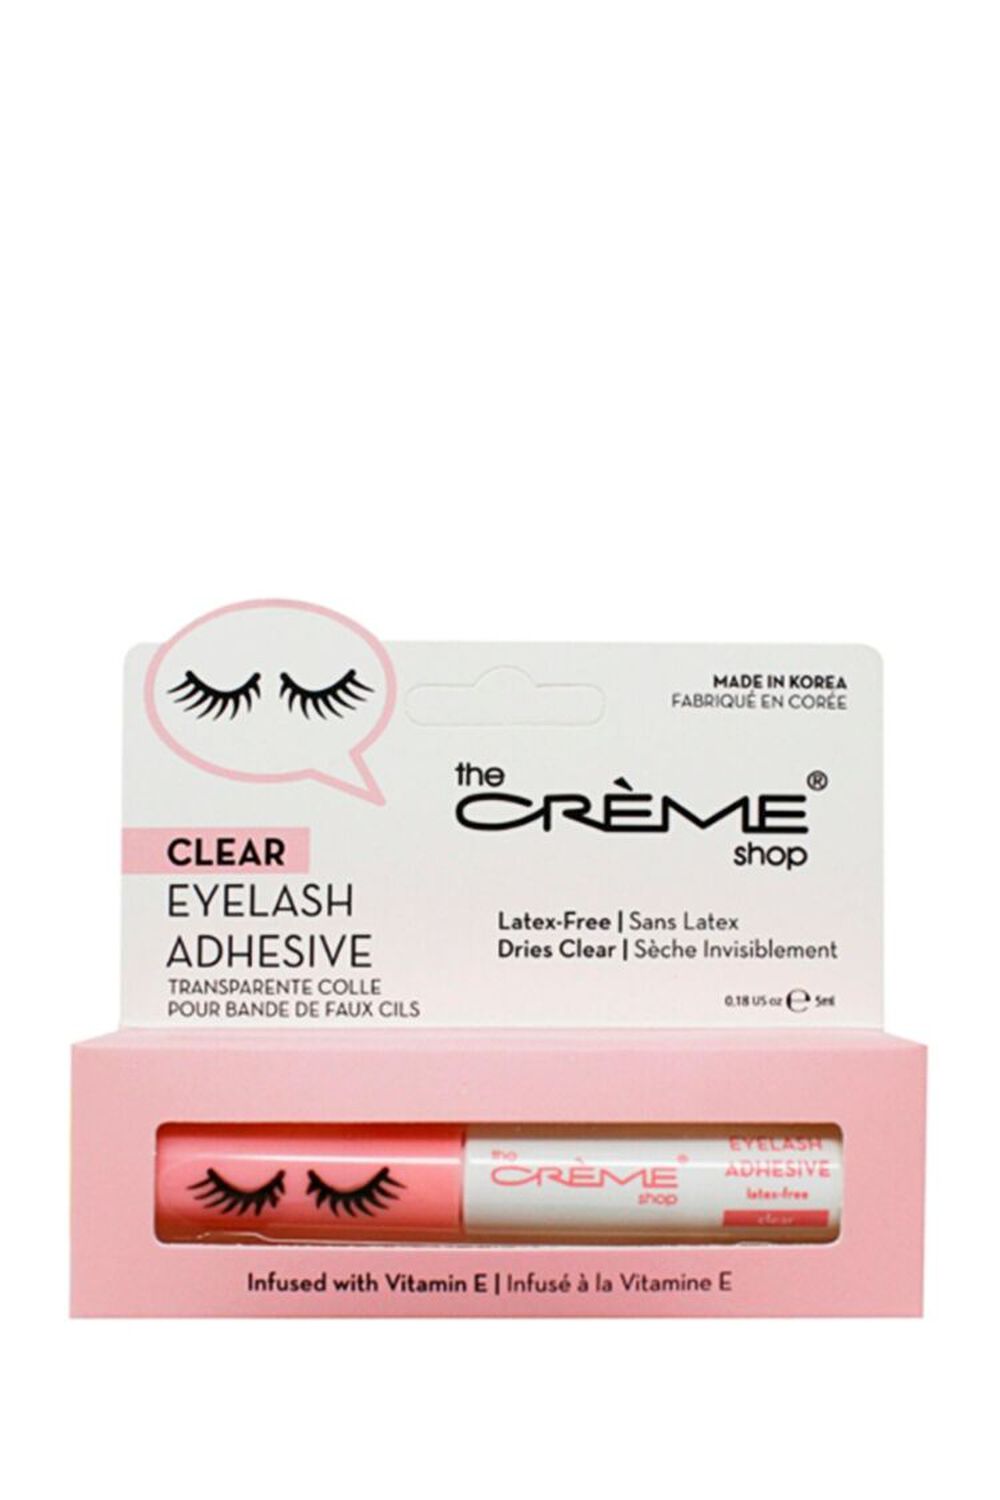 MADE IN KOREA
FABRIQUÉ EN CORÉE
the
CRÈME®
shop
CLEAR
EYELASH
ADHESIVE
TRANSPARENTE COLLE
POUR BANDE DE FAUX CILS
Latex-Free | Sans Latex
Dries Clear | Sèche Invisiblement
0.18 US oz ℮ 5ml
the
CRÈME®
shop
EYELASH
ADHESIVE
latex-free
clear
Infused with Vitamin E | Infusé à la Vitamine E